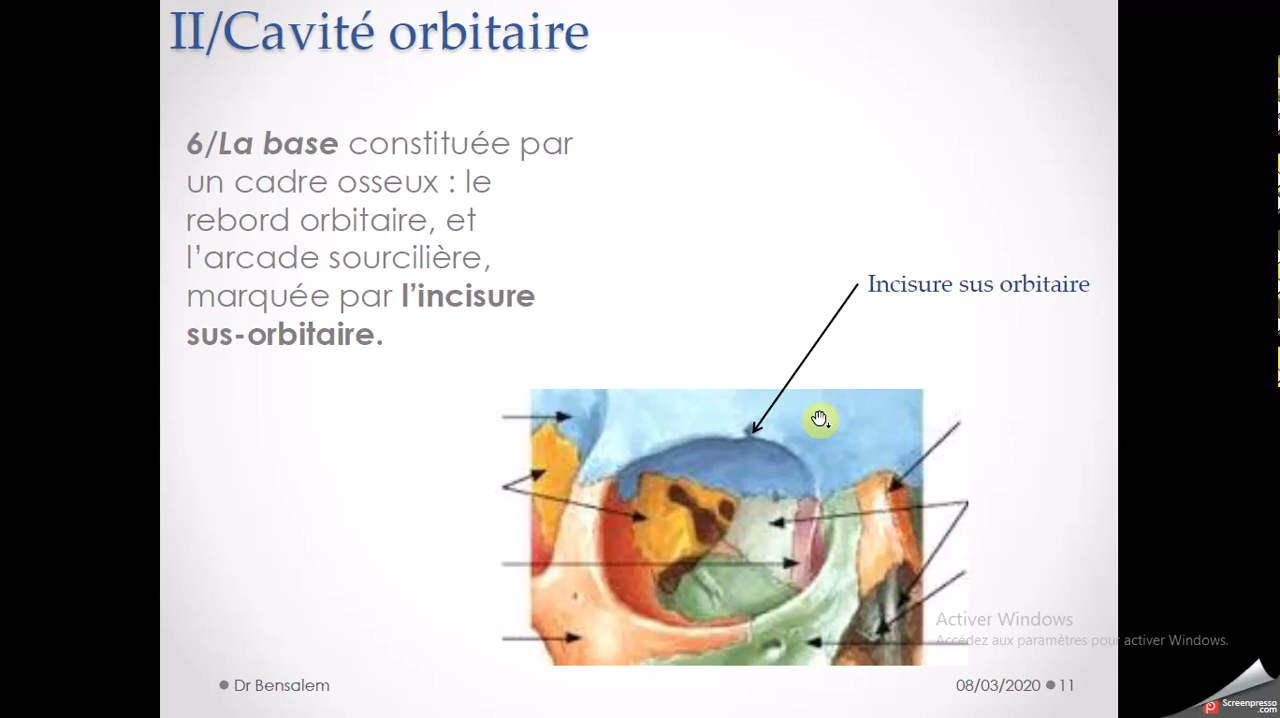 II/Cavité orbitaire
6/La base constituée par
un cadre osseux : le
rebord orbitaire, et
l’arcade sourcilière,
marquée par l’incisure
sus-orbitaire.
Incisure sus orbitaire
Activer Windows
Accédez aux paramètres pour activer Windows.
Dr Bensalem
08/03/2020
11
Screenpresso
.com